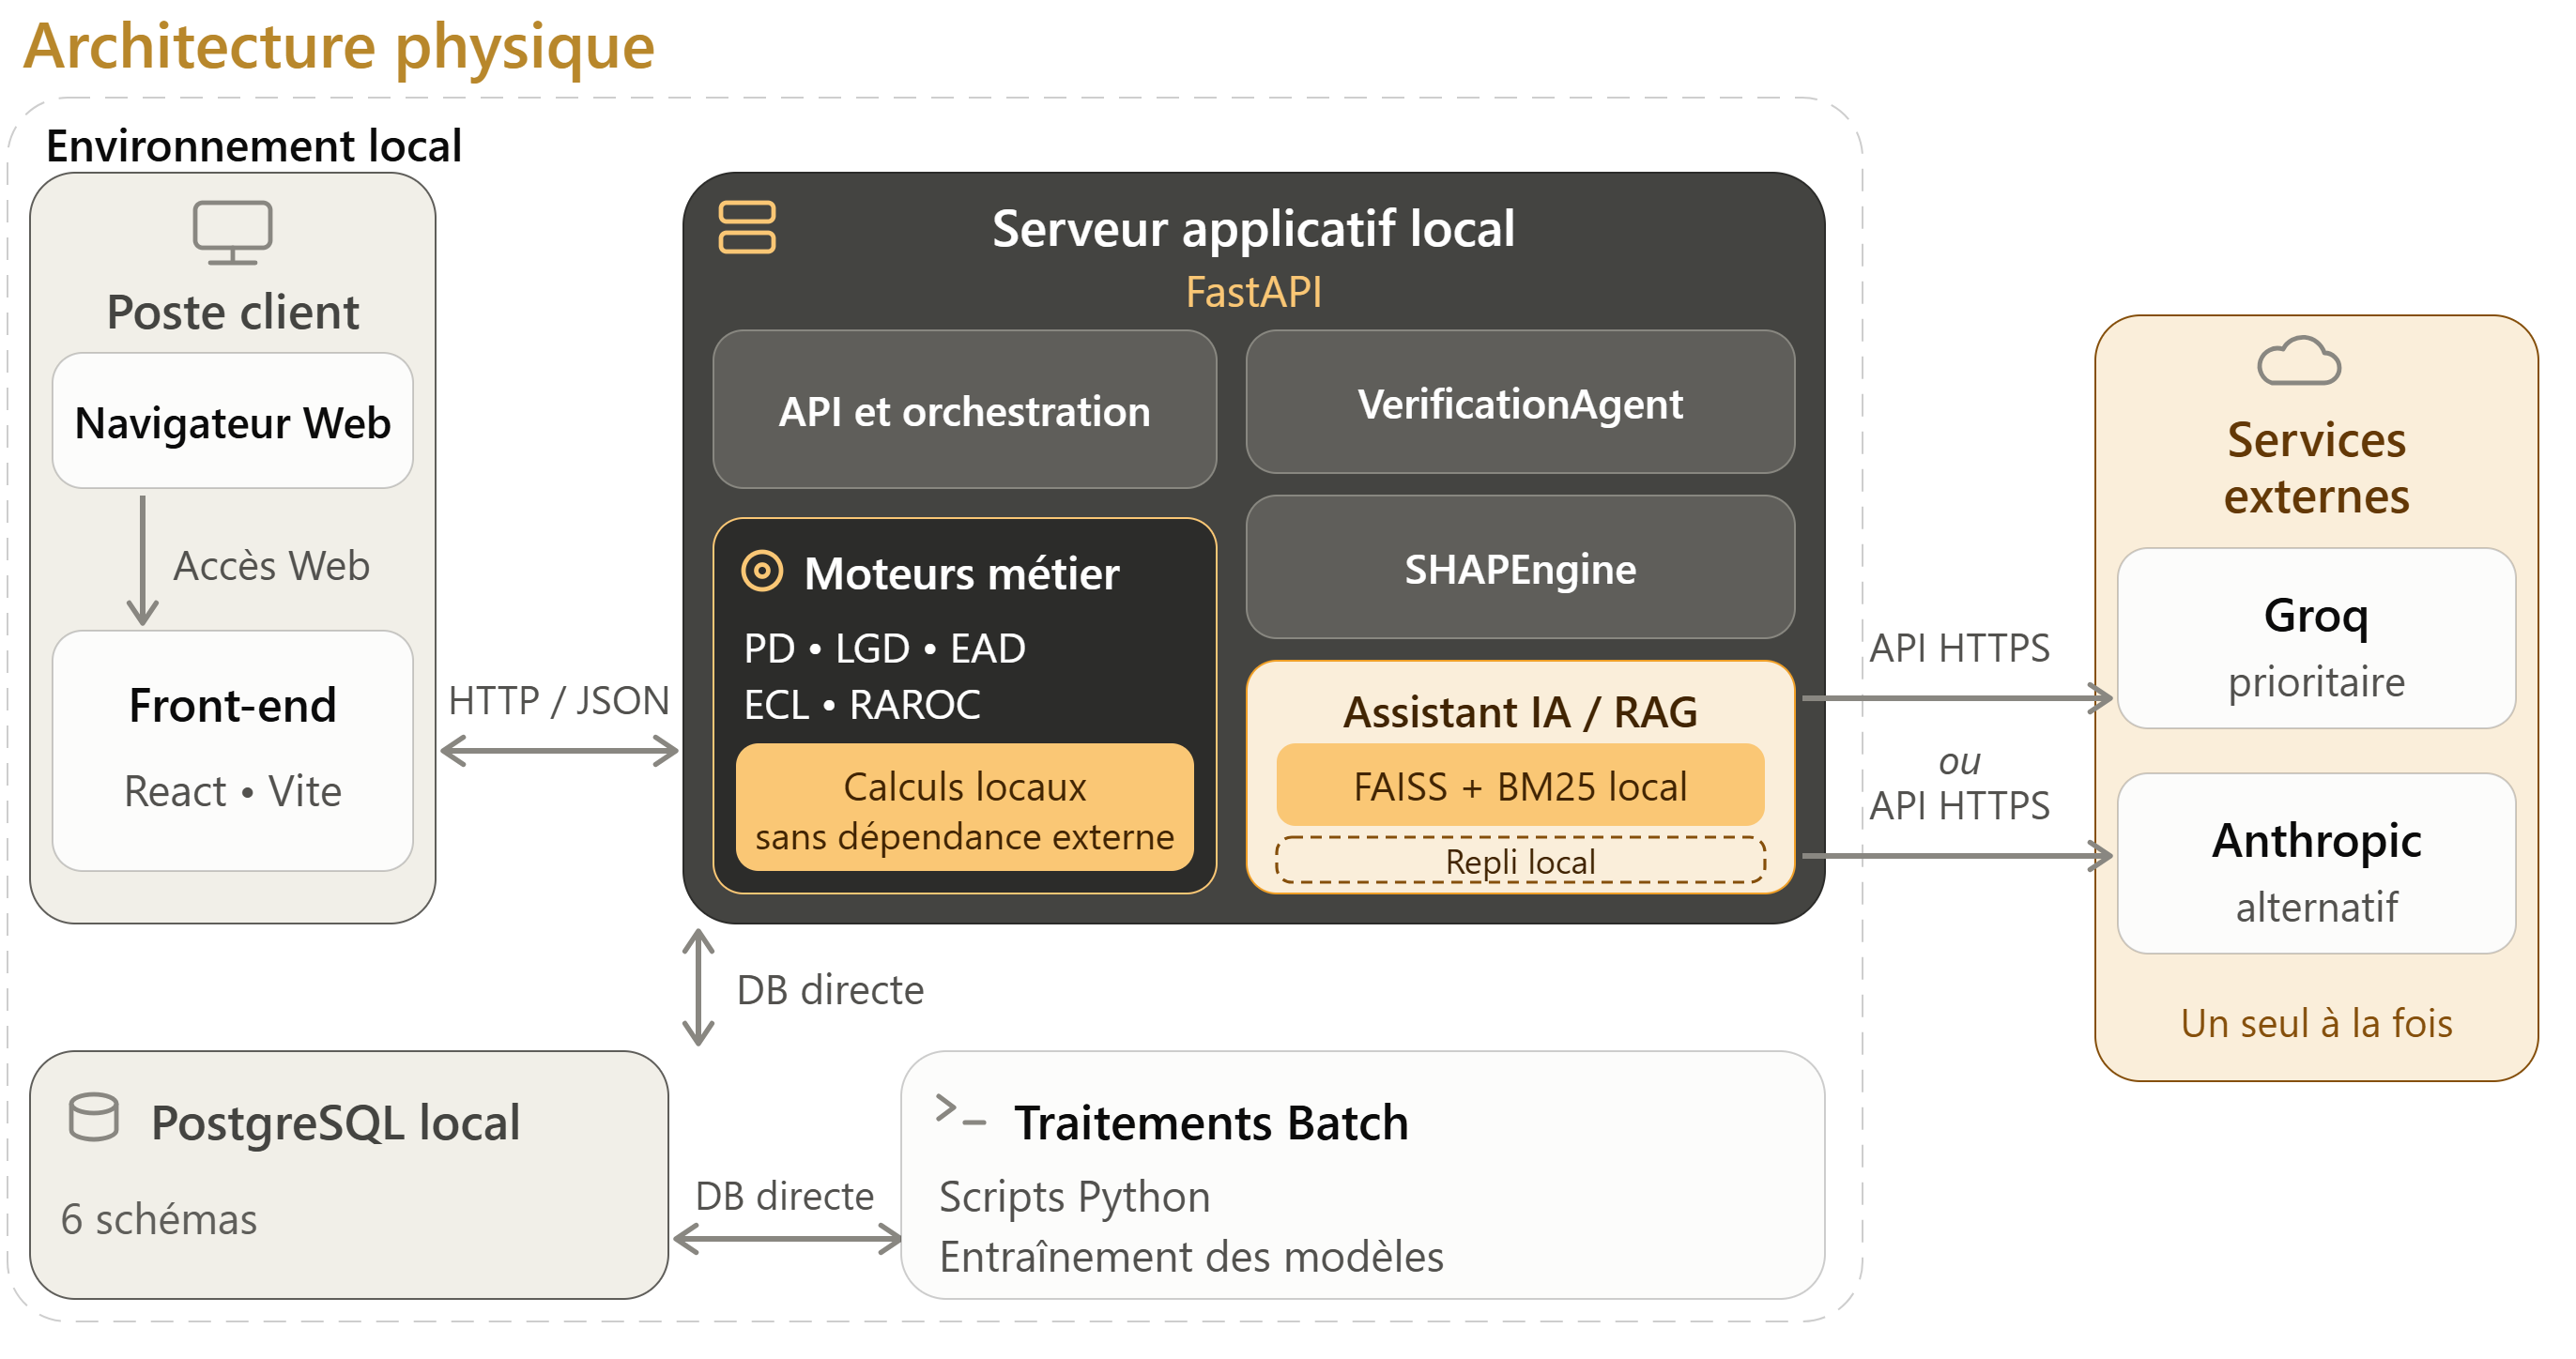 Architecture physique
Environnement local
Poste client
Navigateur Web
Accès Web
Front-end
React • Vite
HTTP / JSON
Serveur applicatif local
FastAPI
API et orchestration
VerificationAgent
SHAPEngine
Moteurs métier
PD • LGD • EAD
ECL • RAROC
Calculs locaux
sans dépendance externe
Assistant IA / RAG
FAISS + BM25 local
Repli local
API HTTPS
ou
API HTTPS
Services
externes
Groq
prioritaire
Anthropic
alternatif
Un seul à la fois
DB directe
PostgreSQL local
6 schémas
DB directe
Traitements Batch
Scripts Python
Entraînement des modèles